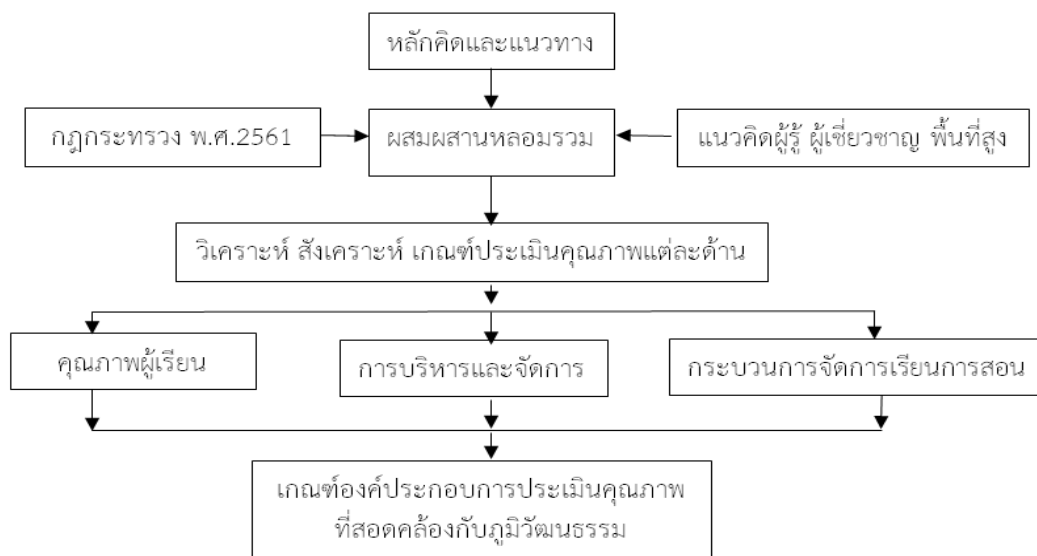 หลักคิดและแนวทาง
กฎกระทรวง พ.ศ.2561
ผสมผสานหลอมรวม
แนวคิดผู้รู้ ผู้เชี่ยวชาญ พื้นที่สูง
วิเคราะห์ สังเคราะห์ เกณฑ์ประเมินคุณภาพแต่ละด้าน
คุณภาพผู้เรียน
การบริหารและจัดการ
กระบวนการจัดการเรียนการสอน
เกณฑ์องค์ประกอบการประเมินคุณภาพ
ที่สอดคล้องกับภูมิวัฒนธรรม